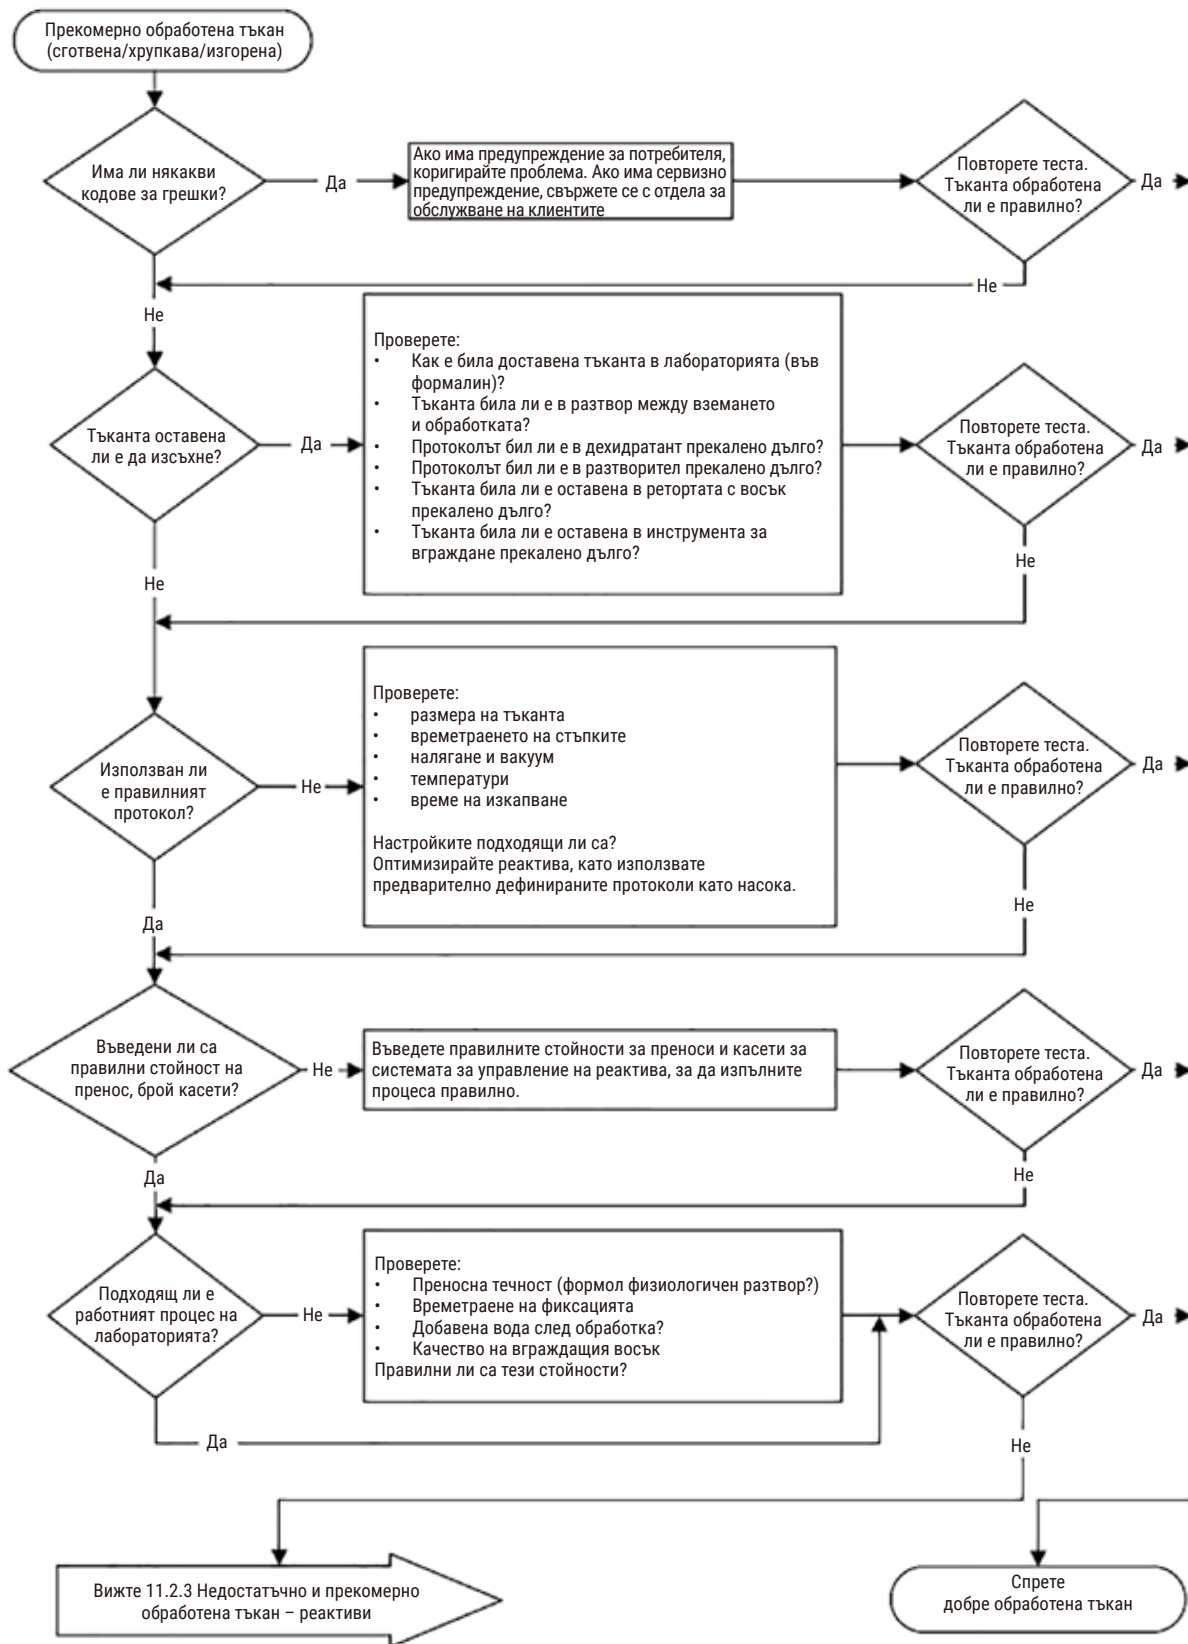 Прекомерно обработена тъкан
(сготвена/хрупкава/изгорена)
Има ли някакви
кодове за грешки?
Да
Ако има предупреждение за потребителя,
коригирайте проблема. Ако има сервизно
предупреждение, свържете се с отдела за
обслужване на клиентите
Повторете теста.
Тъканта обработена
ли е правилно?
Да
Не
Не
Тъканта оставена
ли е да изсъхне?
Да
Проверете:
• Как е била доставена тъканта в лабораторията (във
формалин)?
• Тъканта била ли е в разтвор между вземането
и обработката?
• Протоколът бил ли е в дехидратант прекалено дълго?
• Протоколът бил ли е в разтворител прекалено дълго?
• Тъканта била ли е оставена в ретортата с восък
прекалено дълго?
• Тъканта била ли е оставена в инструмента за
вграждане прекалено дълго?
Повторете теста.
Тъканта обработена
ли е правилно?
Да
Не
Не
Използван ли
е правилният
протокол?
Не
Проверете:
• размера на тъканта
• времетраенето на стъпките
• налягане и вакуум
• температури
• време на изкапване
Настройките подходящи ли са?
Оптимизирайте реактива, като използвате
предварително дефинираните протоколи като насока.
Повторете теста.
Тъканта обработена
ли е правилно?
Да
Не
Да
Въведени ли са
правилни стойност на
пренос, брой касети?
Не
Въведете правилните стойности за преноси и касети за
системата за управление на реактива, за да изпълните
процеса правилно.
Повторете теста.
Тъканта обработена
ли е правилно?
Да
Не
Да
Подходящ ли е
работният процес на
лабораторията?
Не
Проверете:
• Преносна течност (формол физиологичен разтвор?)
• Времетраене на фиксацията
• Добавена вода след обработка?
• Качество на вграждащия восък
Правилни ли са тези стойности?
Повторете теста.
Тъканта обработена
ли е правилно?
Да
Да
Не
Вижте 11.2.3 Недостатъчно и прекомерно
обработена тъкан – реактиви
Спрете
добре обработена тъкан